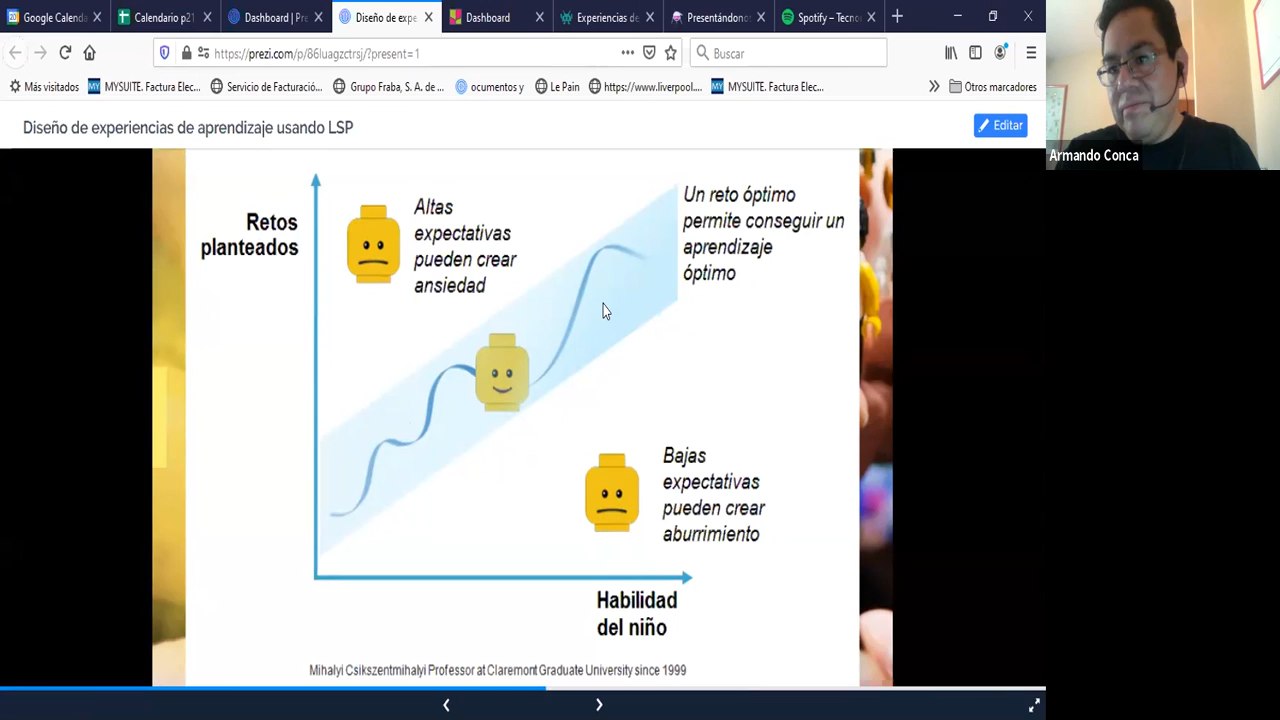 Google Calenda
Calendario p21
Dashboard | Pre
Diseño de expe
Dashboard
Experiencias de
Presentándono
Spotify – Tecno
https://prezi.com/p/86luagzctrsj/?present=1
Buscar
Más visitados
MYSUITE. Factura Elec...
Servicio de Facturació...
Grupo Fraba, S. A. de ...
ocumentos y
Le Pain
https://www.liverpool....
MYSUITE. Factura Elec...
Otros marcadores
Diseño de experiencias de aprendizaje usando LSP
Editar
Armando Conca
Retos
planteados
Altas
expectativas
pueden crear
ansiedad
Un reto óptimo
permite conseguir un
aprendizaje
óptimo
Bajas
expectativas
pueden crear
aburrimiento
Habilidad
del niño
Mihalyi Csikszentmihalyi Professor at Claremont Graduate University since 1999